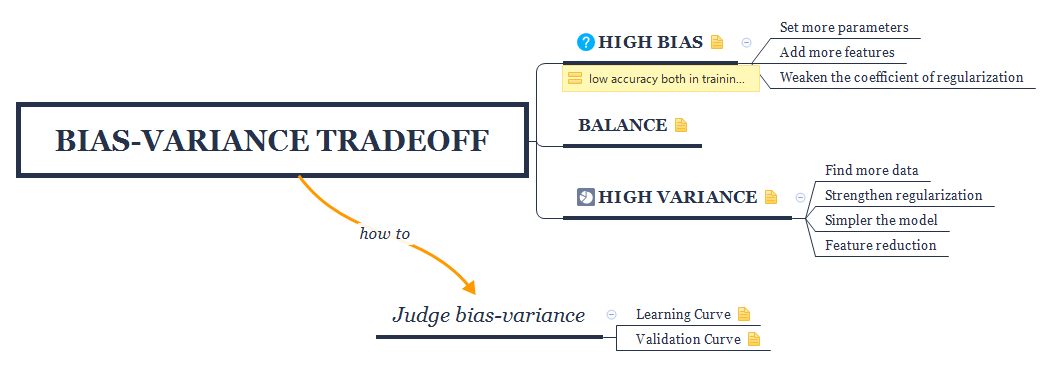 BIAS-VARIANCE TRADEOFF
HIGH BIAS
low accuracy both in trainin...
Set more parameters
Add more features
Weaken the coefficient of regularization
BALANCE
HIGH VARIANCE
Find more data
Strengthen regularization
Simpler the model
Feature reduction
how to
Judge bias-variance
Learning Curve
Validation Curve